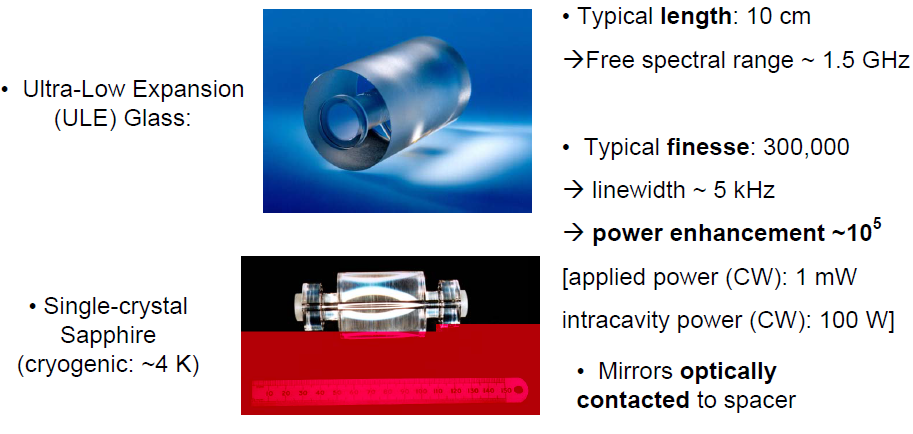 • Ultra-Low Expansion
(ULE) Glass:
• Single-crystal
Sapphire
(cryogenic: ~4 K)
• Typical length: 10 cm
→Free spectral range ~ 1.5 GHz
• Typical finesse: 300,000
→ linewidth ~ 5 kHz
→ power enhancement ~10⁵
[applied power (CW): 1 mW
intracavity power (CW): 100 W]
• Mirrors optically
contacted to spacer